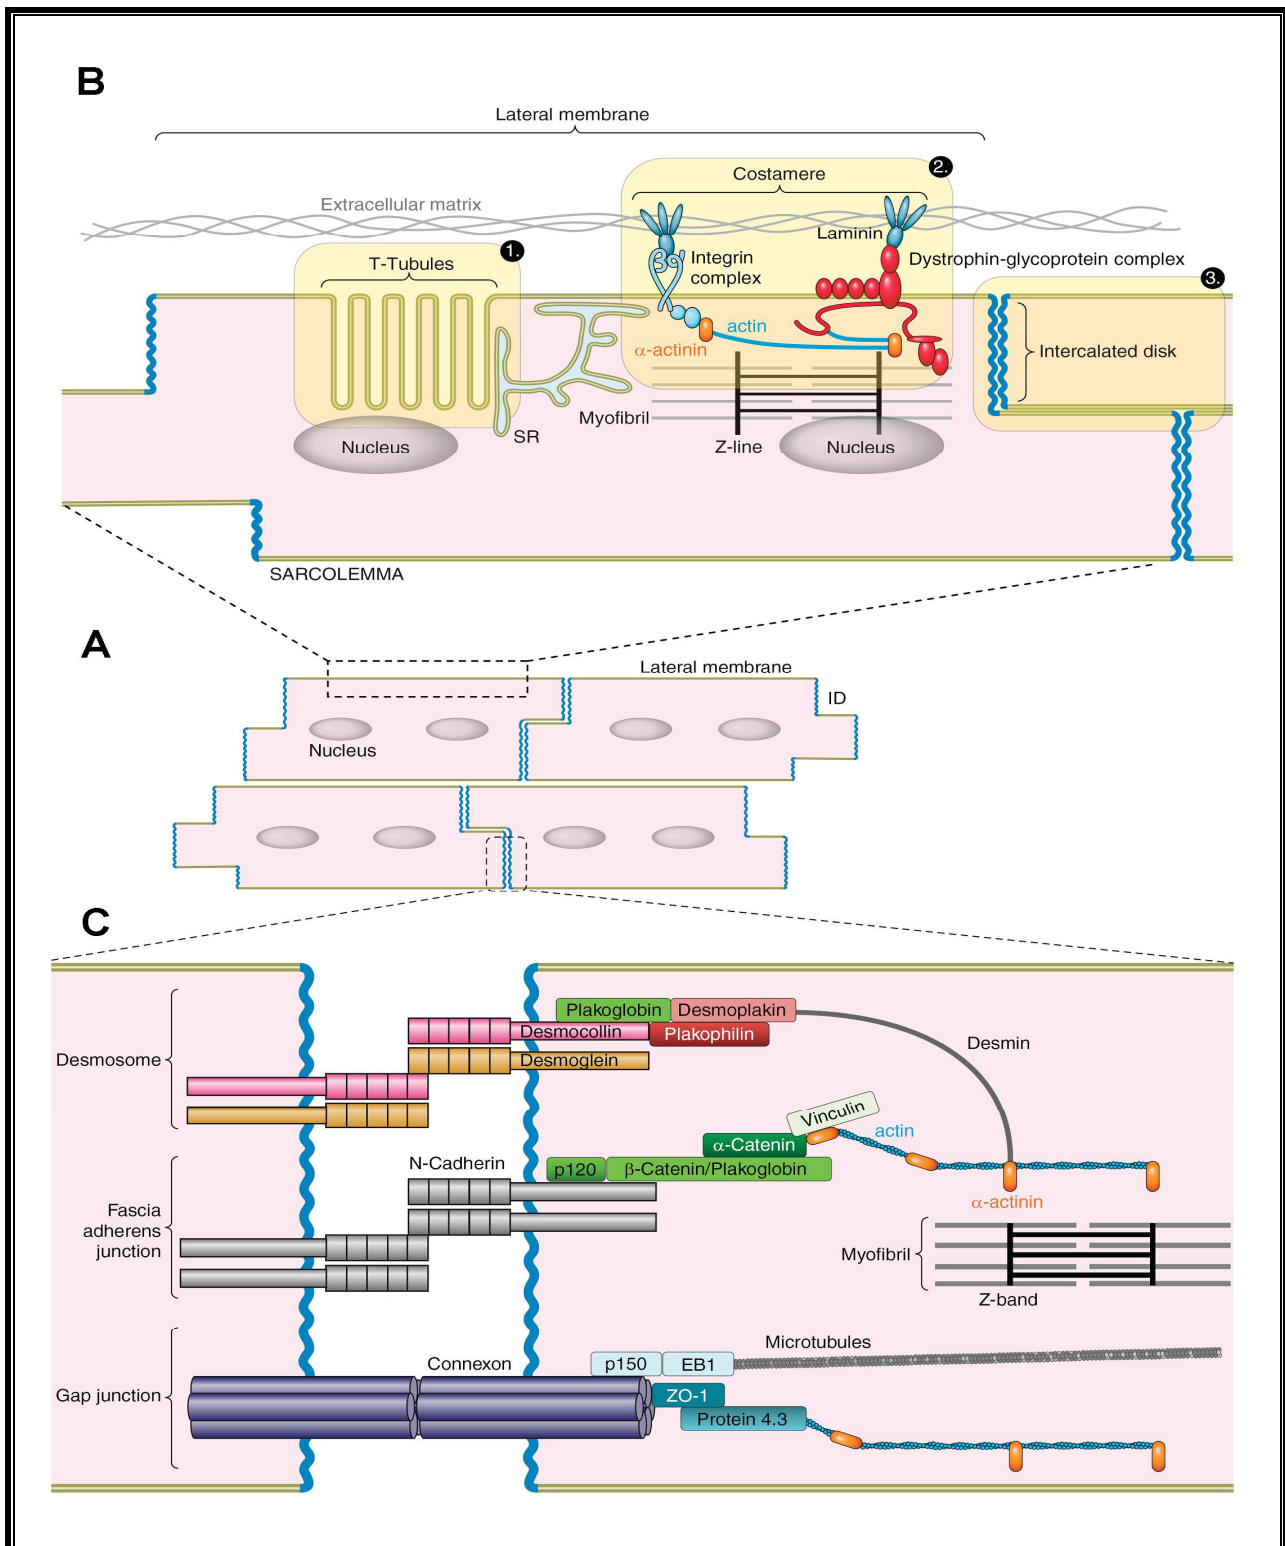 B
Lateral membrane
2.
Costamere
Extracellular matrix
Laminin
1.
T-Tubules
Integrin
complex
Dystrophin-glycoprotein complex
3.
actin
α-actinin
Intercalated disk
Myofibril
SR
Nucleus
Z-line
Nucleus
SARCOLEMMA
A
Lateral membrane
ID
Nucleus
C
Plakoglobin
Desmoplakin
Desmocollin
Plakophilin
Desmosome
Desmoglein
Desmin
Vinculin
actin
α-Catenin
N-Cadherin
p120
β-Catenin/Plakoglobin
Fascia
adherens
junction
α-actinin
Myofibril
Z-band
Microtubules
Connexon
p150
EB1
Gap junction
ZO-1
Protein 4.3